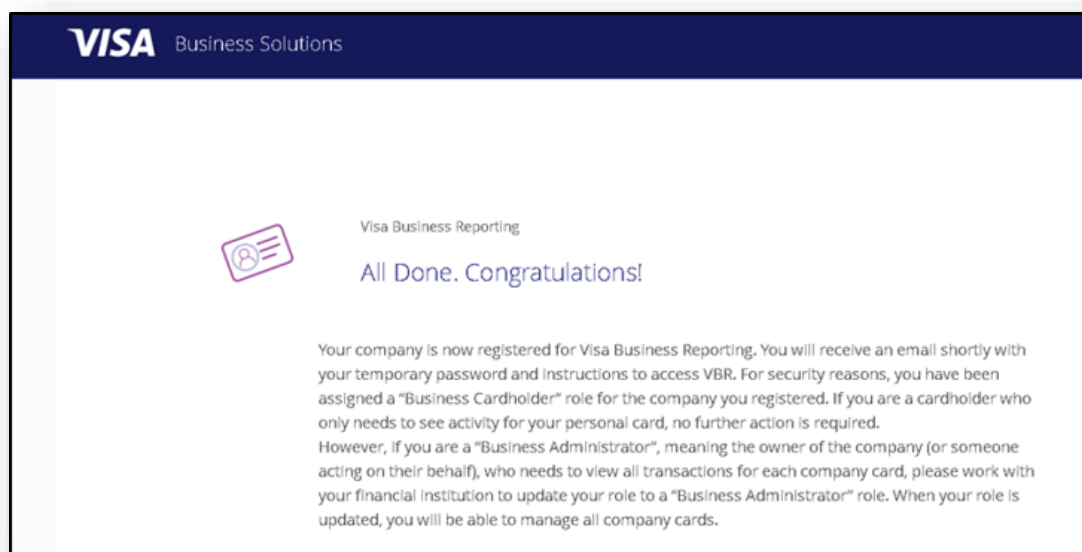 VISA Business Solutions
Visa Business Reporting
All Done. Congratulations!
Your company is now registered for Visa Business Reporting. You will receive an email shortly with
your temporary password and instructions to access VBR. For security reasons, you have been
assigned a "Business Cardholder" role for the company you registered. If you are a cardholder who
only needs to see activity for your personal card, no further action is required.
However, if you are a "Business Administrator", meaning the owner of the company (or someone
acting on their behalf), who needs to view all transactions for each company card, please work with
your financial institution to update your role to a "Business Administrator" role. When your role is
updated, you will be able to manage all company cards.